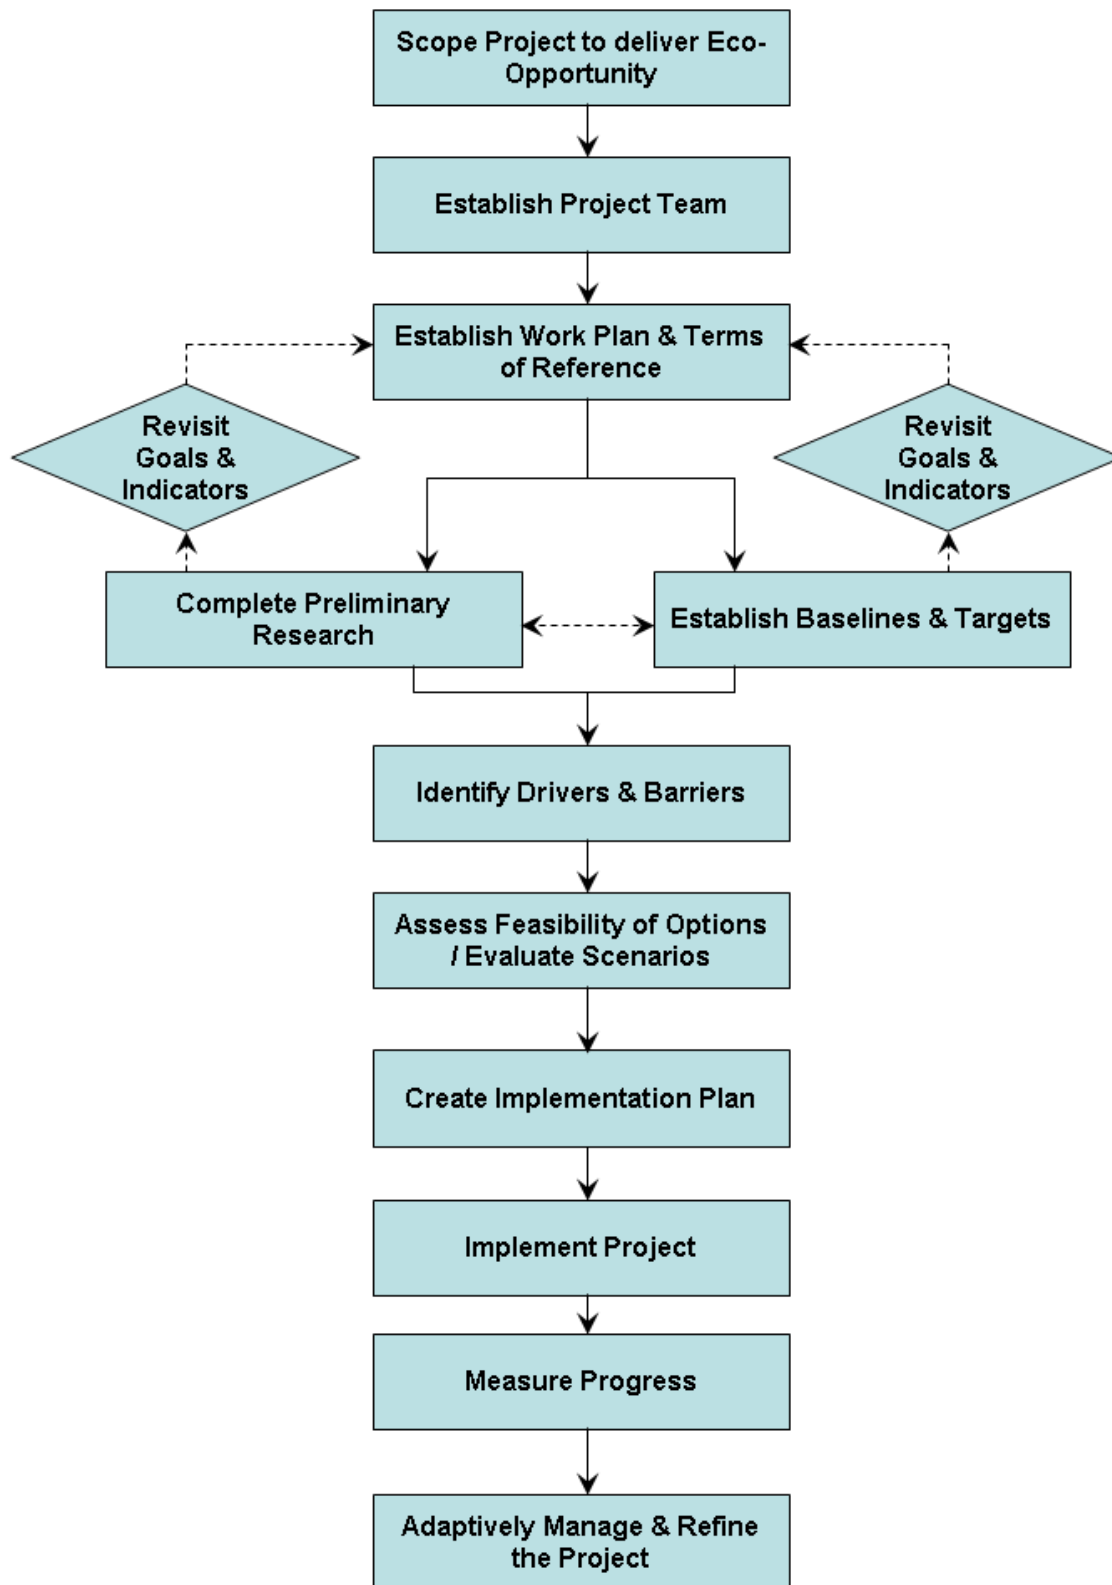 Scope Project to deliver Eco-
Opportunity
Establish Project Team
Establish Work Plan & Terms
of Reference
Revisit
Goals &
Indicators
Revisit
Goals &
Indicators
Complete Preliminary
Research
Establish Baselines & Targets
Identify Drivers & Barriers
Assess Feasibility of Options
/ Evaluate Scenarios
Create Implementation Plan
Implement Project
Measure Progress
Adaptively Manage & Refine
the Project